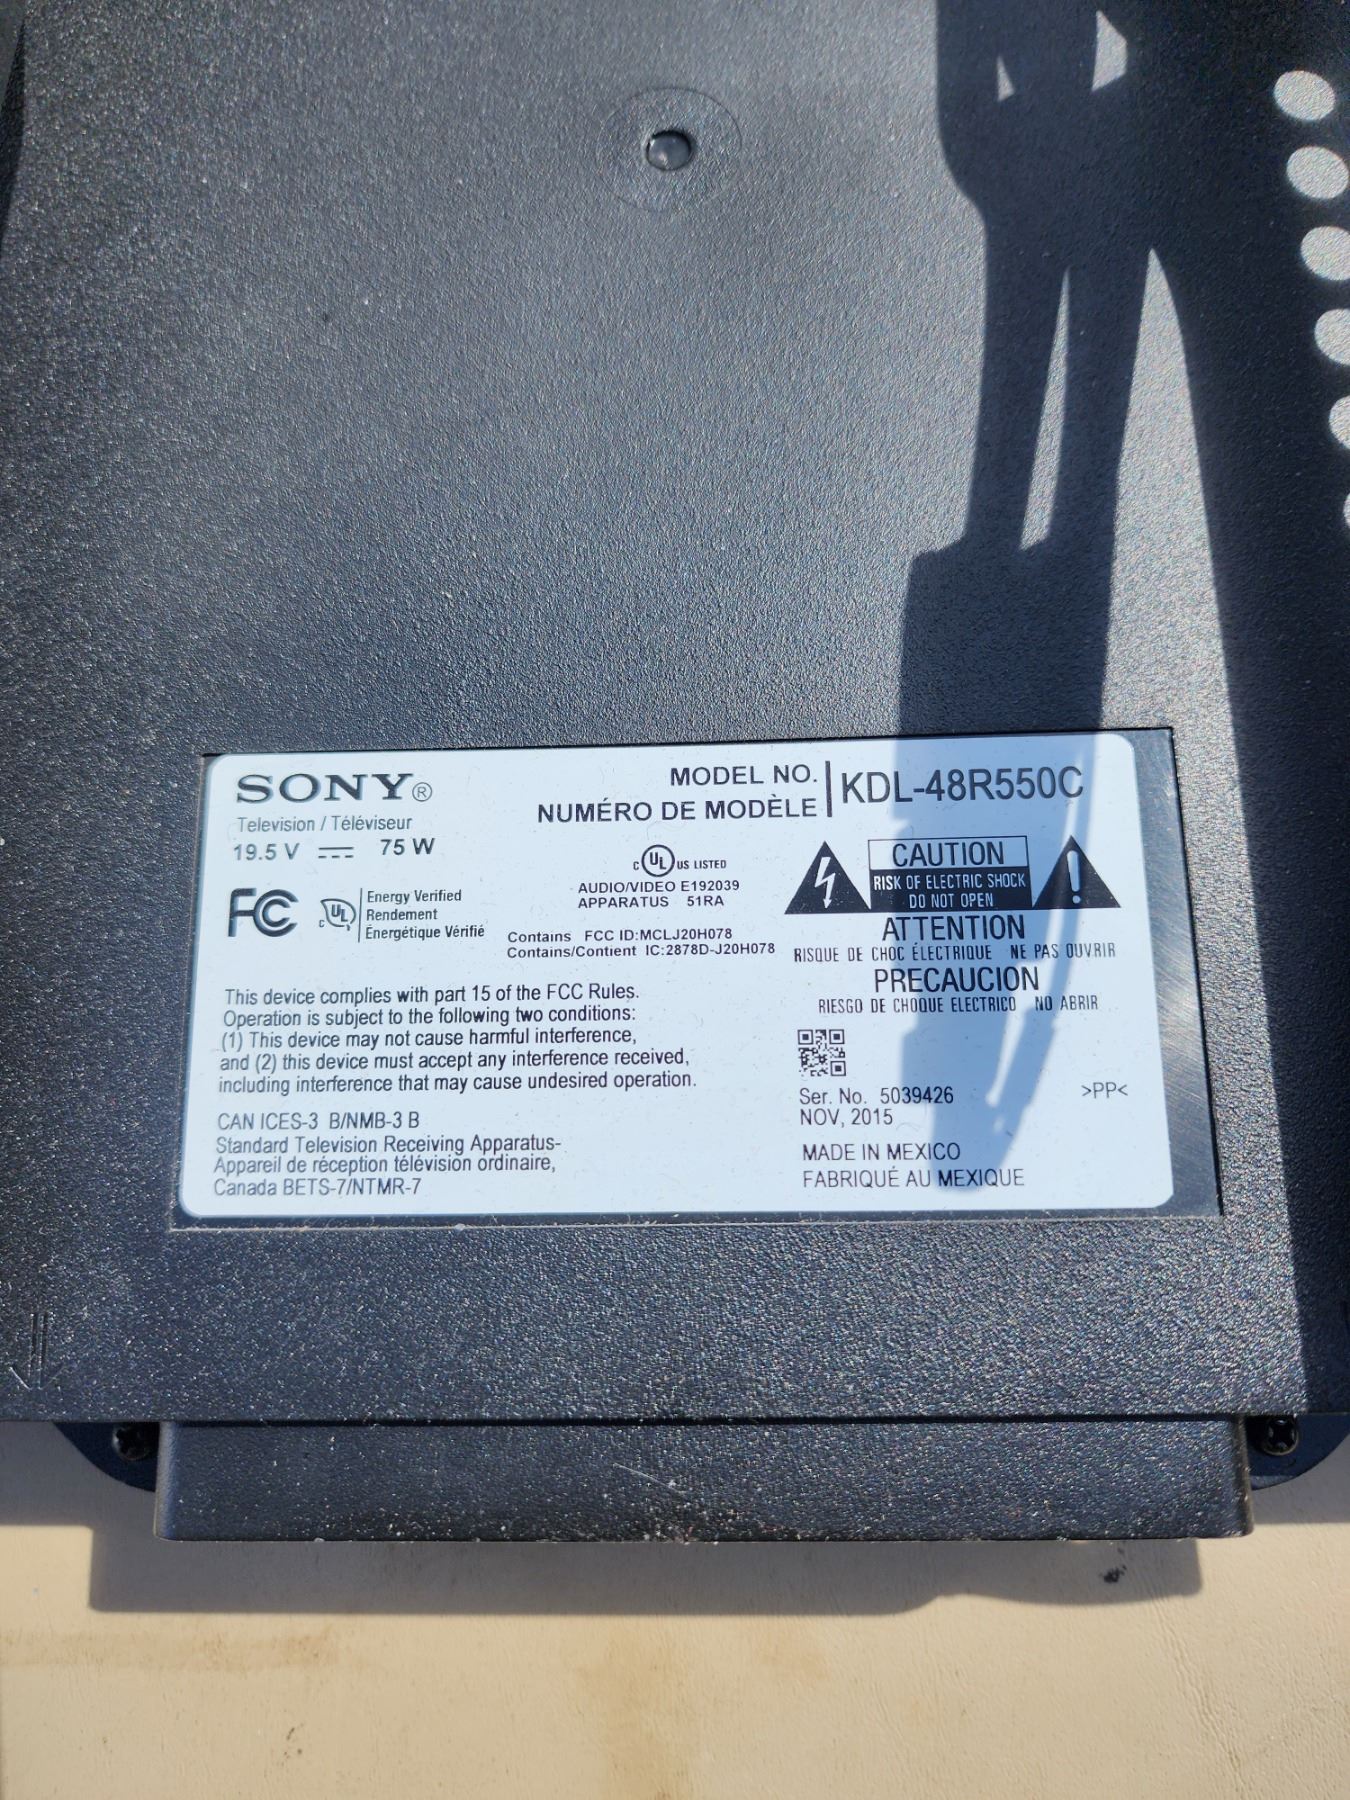 SONY®
Television / Téléviseur
19.5 V ⎓ 75 W
MODEL NO.
NUMÉRO DE MODÈLE
KDL-48R550C
FC
C UL US LISTED
AUDIO/VIDEO E192039
APPARATUS 51RA
C UL
Energy Verified
Rendement
Énergétique Vérifié
Contains FCC ID:MCLJ20H078
Contains/Contient IC:2878D-J20H078
CAUTION
RISK OF ELECTRIC SHOCK
DO NOT OPEN
ATTENTION
RISQUE DE CHOC ÉLECTRIQUE NE PAS OUVRIR
PRECAUCION
RIESGO DE CHOQUE ELECTRICO NO ABRIR
This device complies with part 15 of the FCC Rules.
Operation is subject to the following two conditions:
(1) This device may not cause harmful interference,
and (2) this device must accept any interference received,
including interference that may cause undesired operation.
CAN ICES-3 B/NMB-3 B
Standard Television Receiving Apparatus-
Appareil de réception télévision ordinaire,
Canada BETS-7/NTMR-7
Ser. No. 5039426
NOV, 2015
>PP<
MADE IN MEXICO
FABRIQUÉ AU MEXIQUE